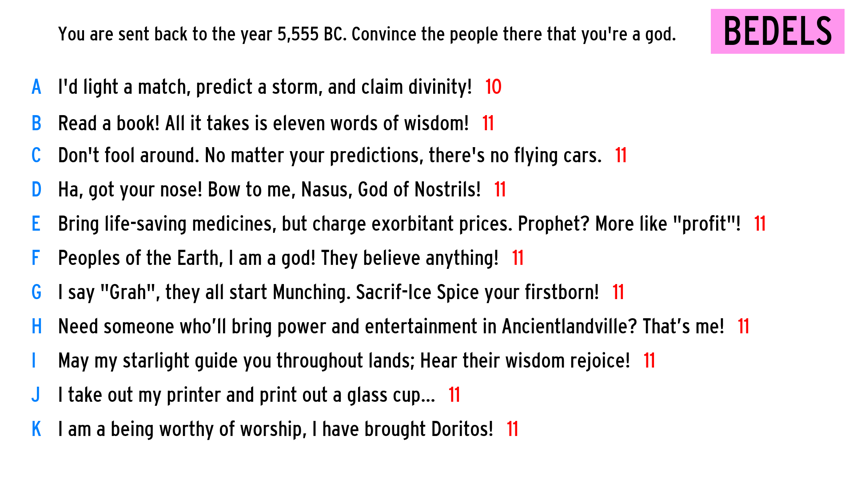 You are sent back to the year 5,555 BC. Convince the people there that you're a god.
BEDELS
A I'd light a match, predict a storm, and claim divinity! 10
B Read a book! All it takes is eleven words of wisdom! 11
C Don't fool around. No matter your predictions, there's no flying cars. 11
D Ha, got your nose! Bow to me, Nasus, God of Nostrils! 11
E Bring life-saving medicines, but charge exorbitant prices. Prophet? More like "profit"! 11
F Peoples of the Earth, I am a god! They believe anything! 11
G I say "Grah", they all start Munching. Sacrif-Ice Spice your firstborn! 11
H Need someone who’ll bring power and entertainment in Ancientlandville? That’s me! 11
I May my starlight guide you throughout lands; Hear their wisdom rejoice! 11
J I take out my printer and print out a glass cup... 11
K I am a being worthy of worship, I have brought Doritos! 11